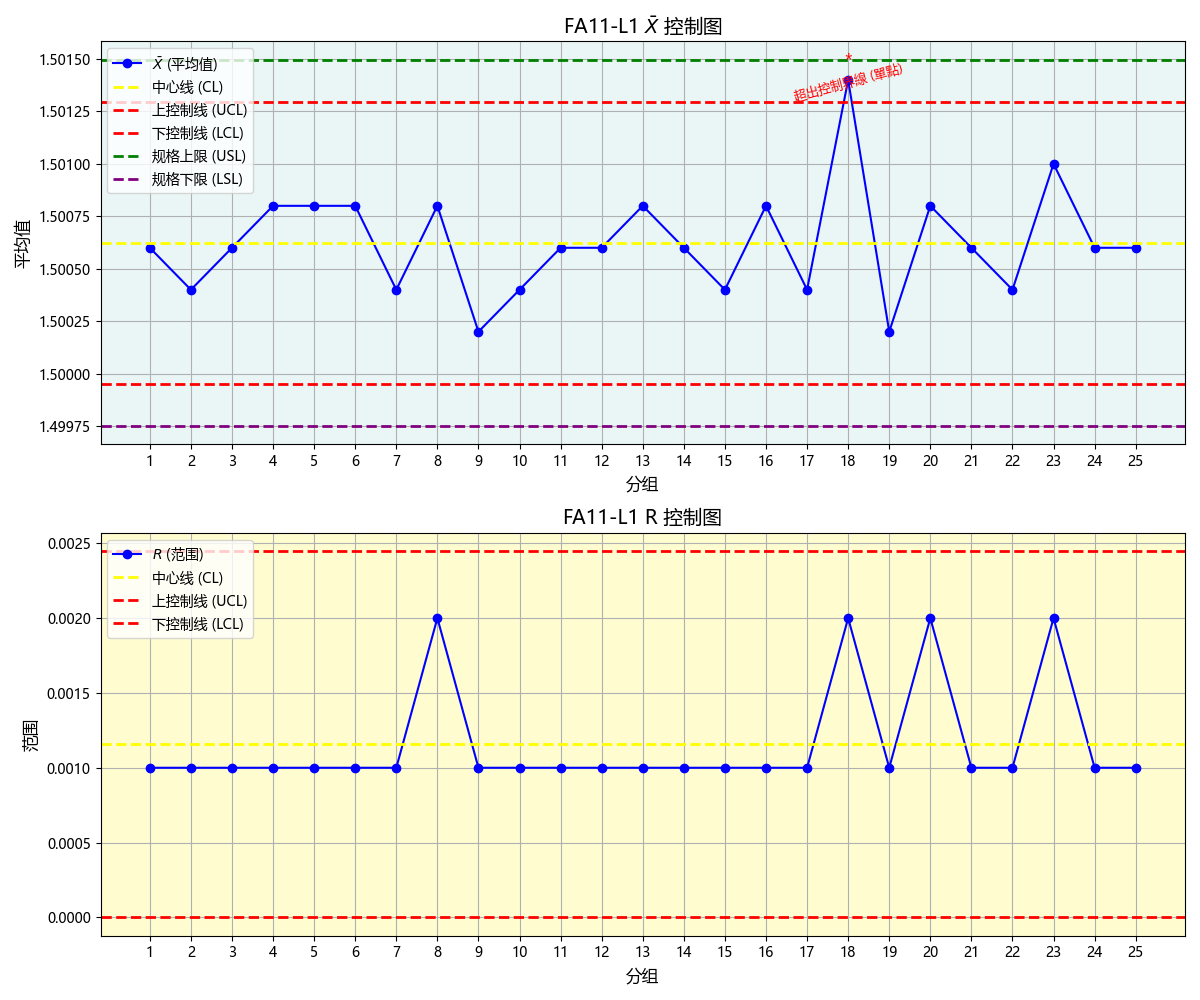 FA11-L1 X̄ 控制图
1.50150
1.50125
1.50100
1.50075
1.50050
1.50025
1.50000
1.49975
平均值
X̄ (平均值)
中心线 (CL)
上控制线 (UCL)
下控制线 (LCL)
规格上限 (USL)
规格下限 (LSL)
*
超出控制界線 (單點)
1 2 3 4 5 6 7 8 9 10 11 12 13 14 15 16 17 18 19 20 21 22 23 24 25
分组
FA11-L1 R 控制图
0.0025
0.0020
0.0015
0.0010
0.0005
0.0000
范围
R (范围)
中心线 (CL)
上控制线 (UCL)
下控制线 (LCL)
1 2 3 4 5 6 7 8 9 10 11 12 13 14 15 16 17 18 19 20 21 22 23 24 25
分组